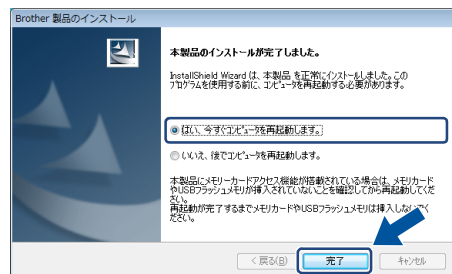 Brother 製品のインストール
本製品のインストールが完了しました。
InstallShield Wizard は、本製品 を正常にインストールしました。この
プログラムを使用する前に、コンピュータを再起動する必要があります。
はい、今すぐコンピュータを再起動します。
いいえ、後でコンピュータを再起動します。
本製品にメモリーカードアクセス機能が搭載されている場合は、メモリカード
やUSBフラッシュメモリが挿入されていないことを確認してから再起動してくだ
さい。
再起動が完了するまでメモリカードやUSBフラッシュメモリは挿入しないでく
ださい。
< 戻る(B)
完了
キャンセル